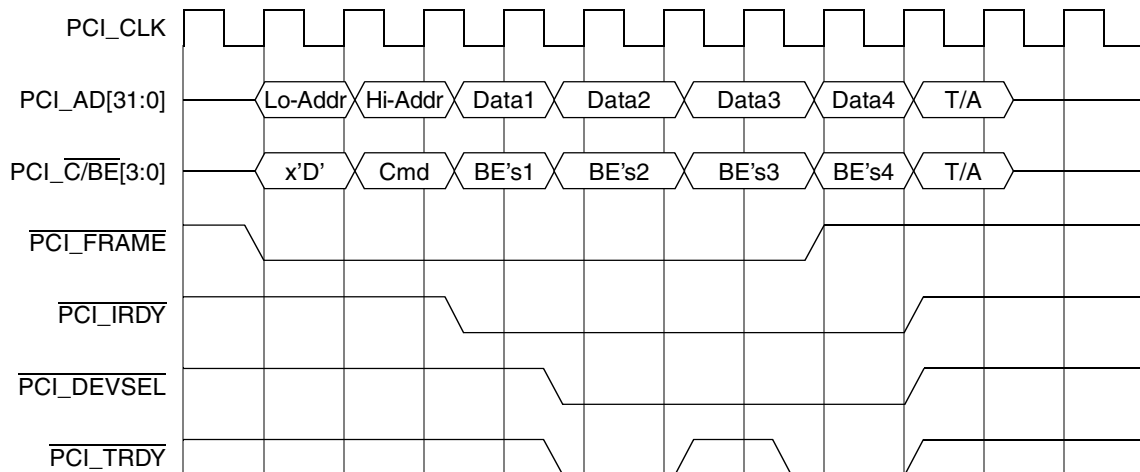 PCI_CLK
PCI_AD[31:0] Lo-Addr Hi-Addr Data1 Data2 Data3 Data4 T/A
PCI_C/BE[3:0] x'D' Cmd BE's1 BE's2 BE's3 BE's4 T/A
PCI_FRAME
PCI_IRDY
PCI_DEVSEL
PCI_TRDY